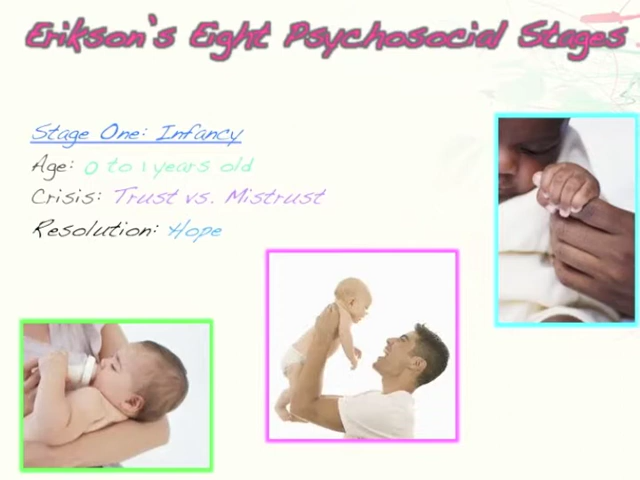 Erikson's Eight Psychosocial Stages
Stage One: Infancy
Age: 0 to 1 years old
Crisis: Trust vs. Mistrust
Resolution: Hope